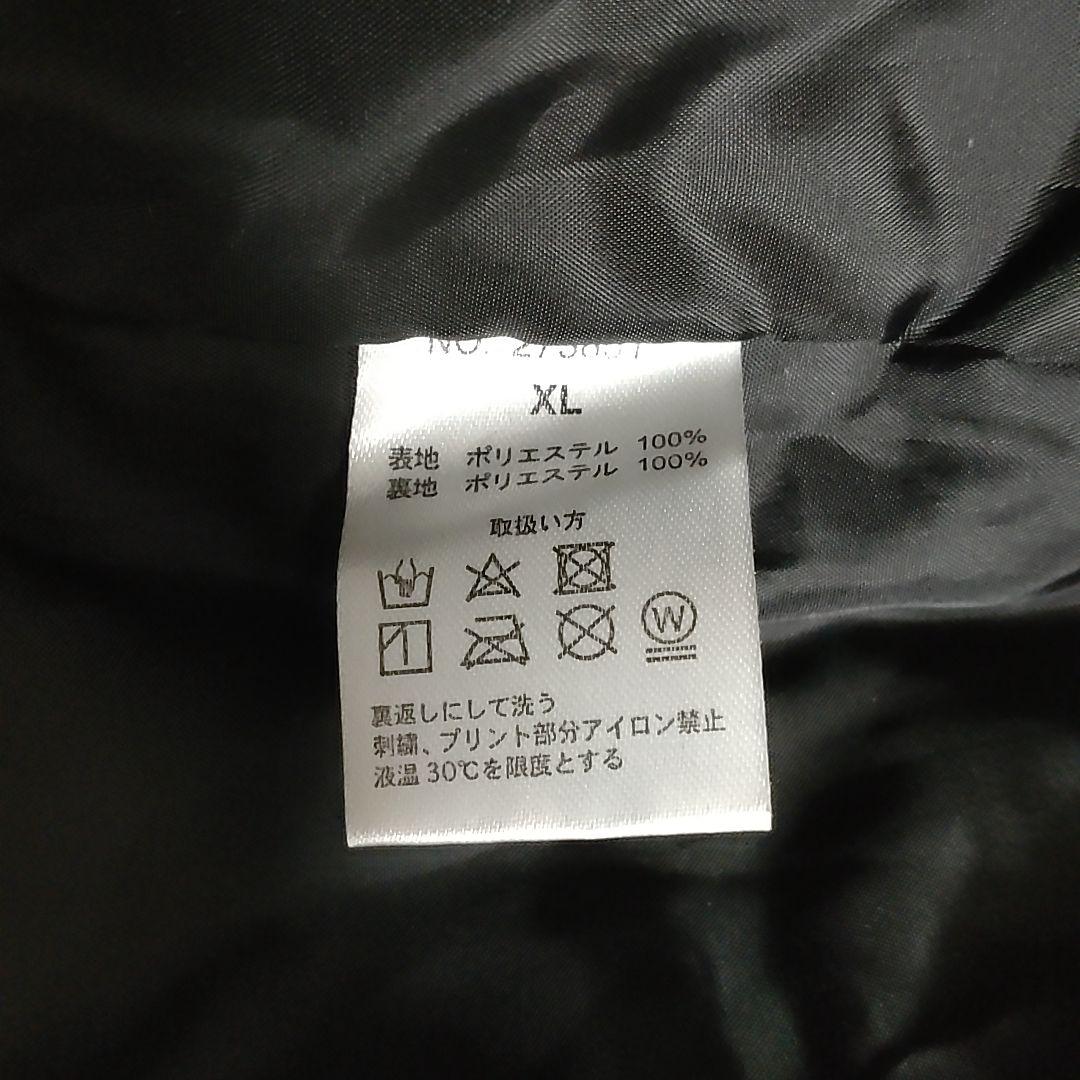 XL
表地 ポリエステル 100%
裏地 ポリエステル 100%
取扱い方
W
裏返しにして洗う
刺繍、プリント部分アイロン禁止
液温30℃を限度とする